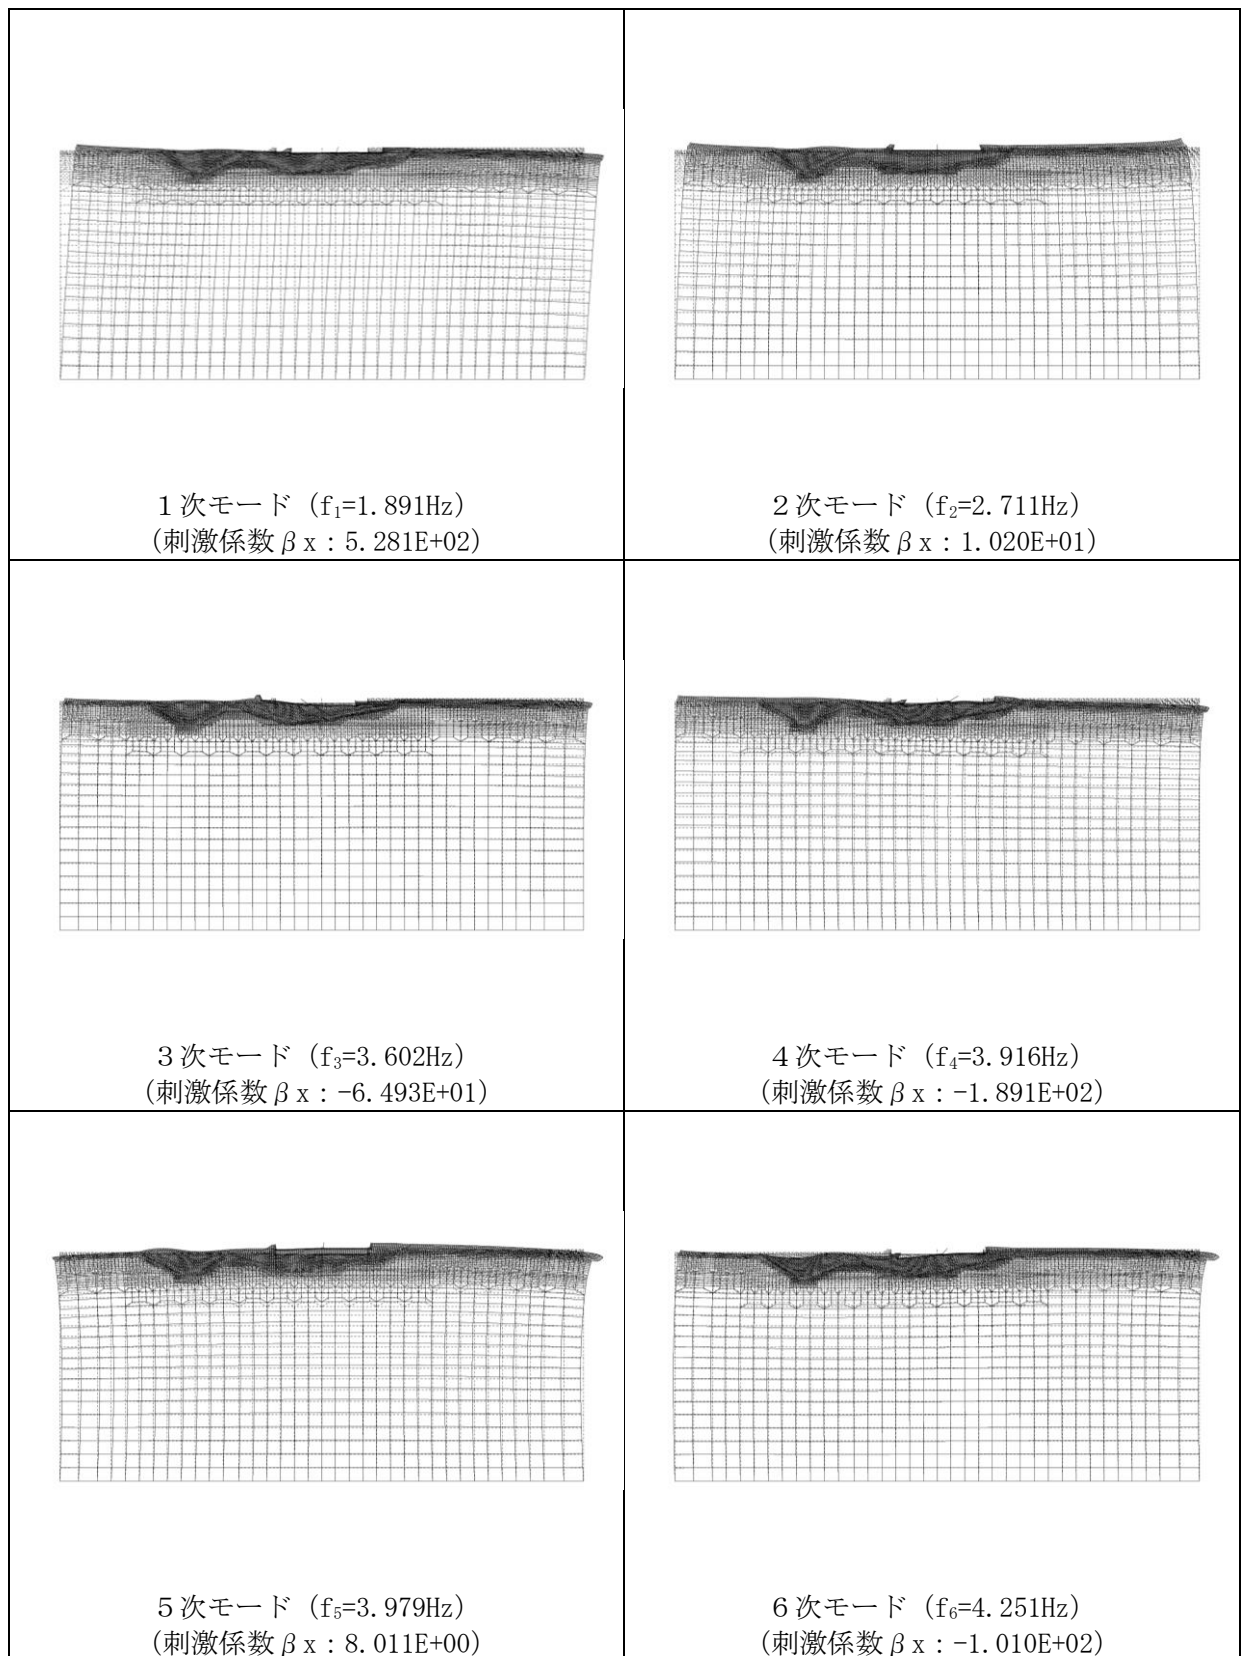 1次モード (f₁=1.891Hz)
(刺激係数βx：5.281E+02)
2次モード (f₂=2.711Hz)
(刺激係数βx：1.020E+01)
3次モード (f₃=3.602Hz)
(刺激係数βx：-6.493E+01)
4次モード (f₄=3.916Hz)
(刺激係数βx：-1.891E+02)
5次モード (f₅=3.979Hz)
(刺激係数βx：8.011E+00)
6次モード (f₆=4.251Hz)
(刺激係数βx：-1.010E+02)